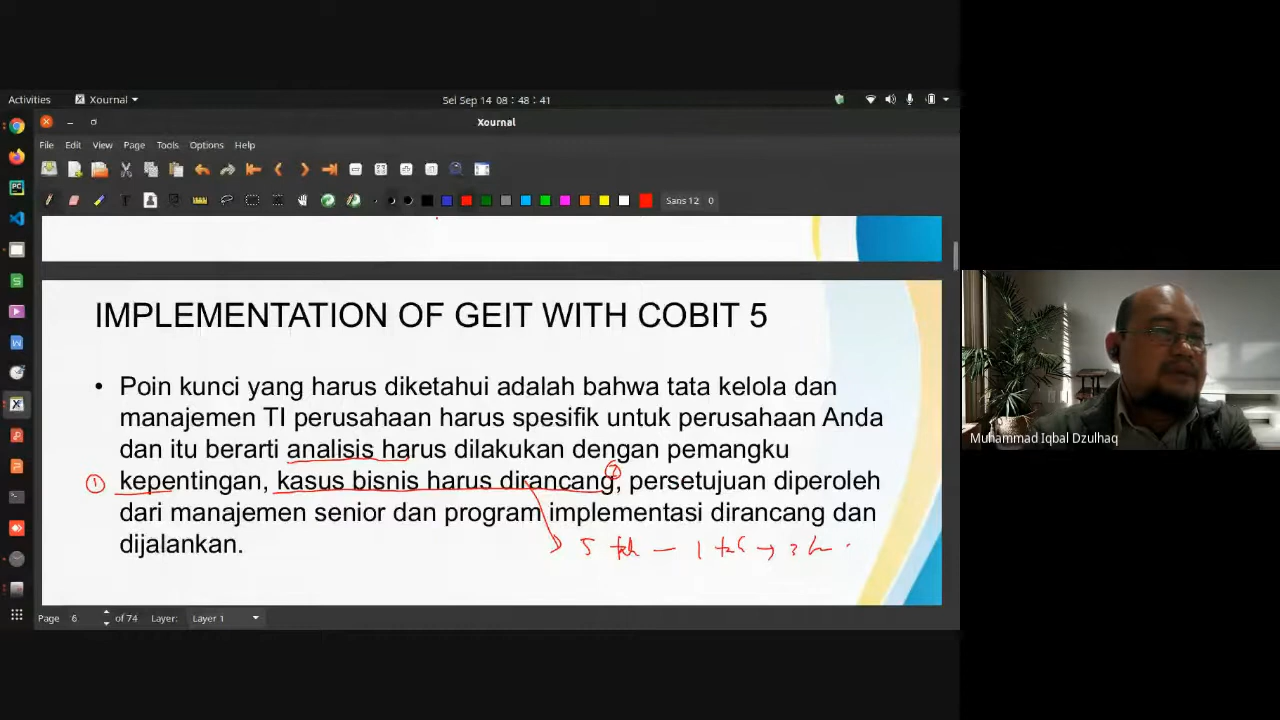 Activities Xournal Sel Sep 14 08:48:41
Xournal
File Edit View Page Tools Options Help
Sans 12 0
IMPLEMENTATION OF GEIT WITH COBIT 5
• Poin kunci yang harus diketahui adalah bahwa tata kelola dan
manajemen TI perusahaan harus spesifik untuk perusahaan Anda
dan itu berarti analisis harus dilakukan dengan pemangku
① kepentingan, kasus bisnis harus dirancang, persetujuan diperoleh
dari manajemen senior dan program implementasi dirancang dan
dijalankan.
5 — 1 →
Page 6 of 74 Layer: Layer 1
Muhammad Iqbal Dzulhaq